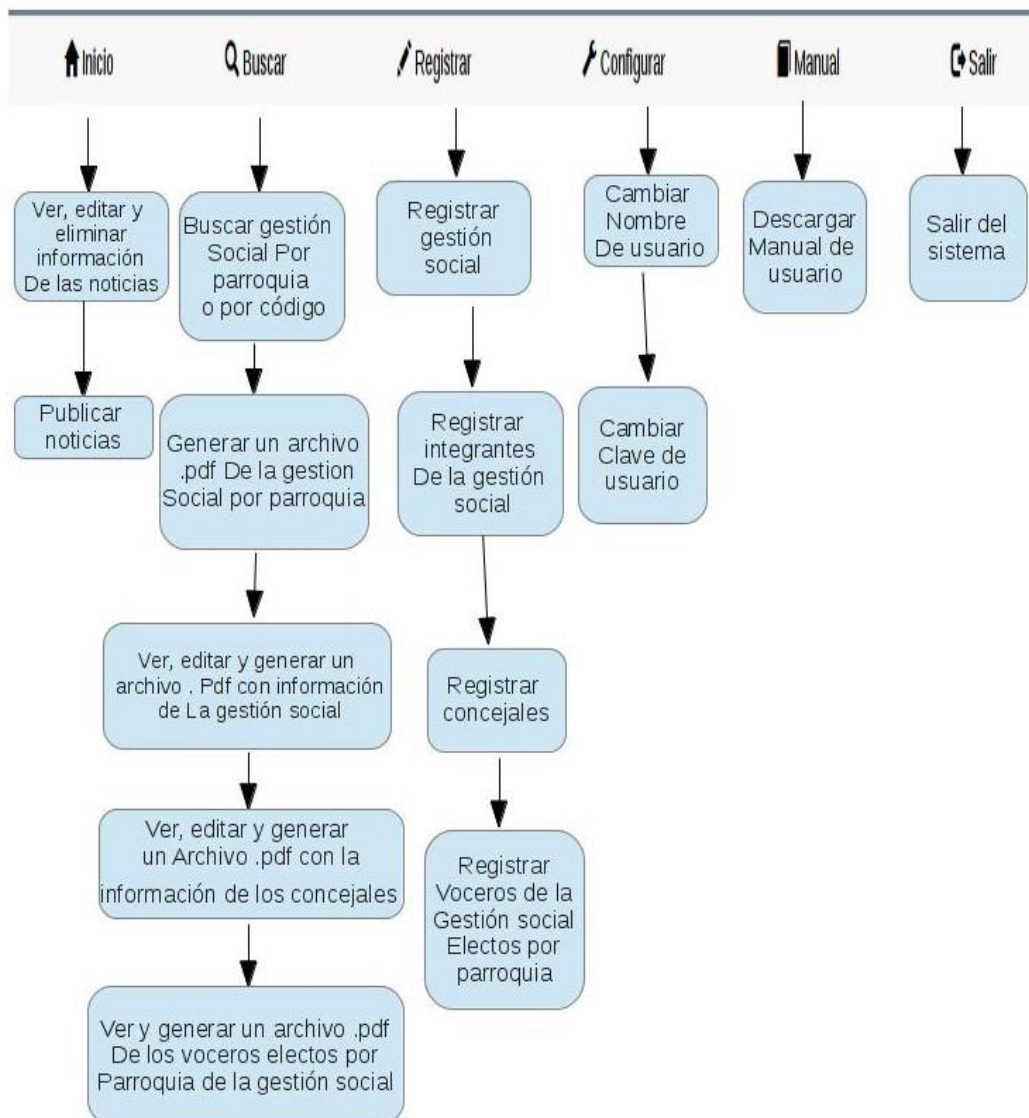 Inicio
Buscar
Registrar
Configurar
Manual
Salir
Ver, editar y
eliminar
información
De las noticias
Publicar
noticias
Buscar gestión
Social Por
parroquia
o por código
Generar un archivo
.pdf De la gestion
Social por parroquia
Ver, editar y generar un
archivo . Pdf con información
de La gestión social
Ver, editar y generar
un Archivo .pdf con la
información de los concejales
Ver y generar un archivo .pdf
De los voceros electos por
Parroquia de la gestión social
Registrar
gestión
social
Registrar
integrantes
De la gestión
social
Registrar
concejales
Registrar
Voceros de la
Gestión social
Electos por
parroquia
Cambiar
Nombre
De usuario
Cambiar
Clave de
usuario
Descargar
Manual de
usuario
Salir del
sistema